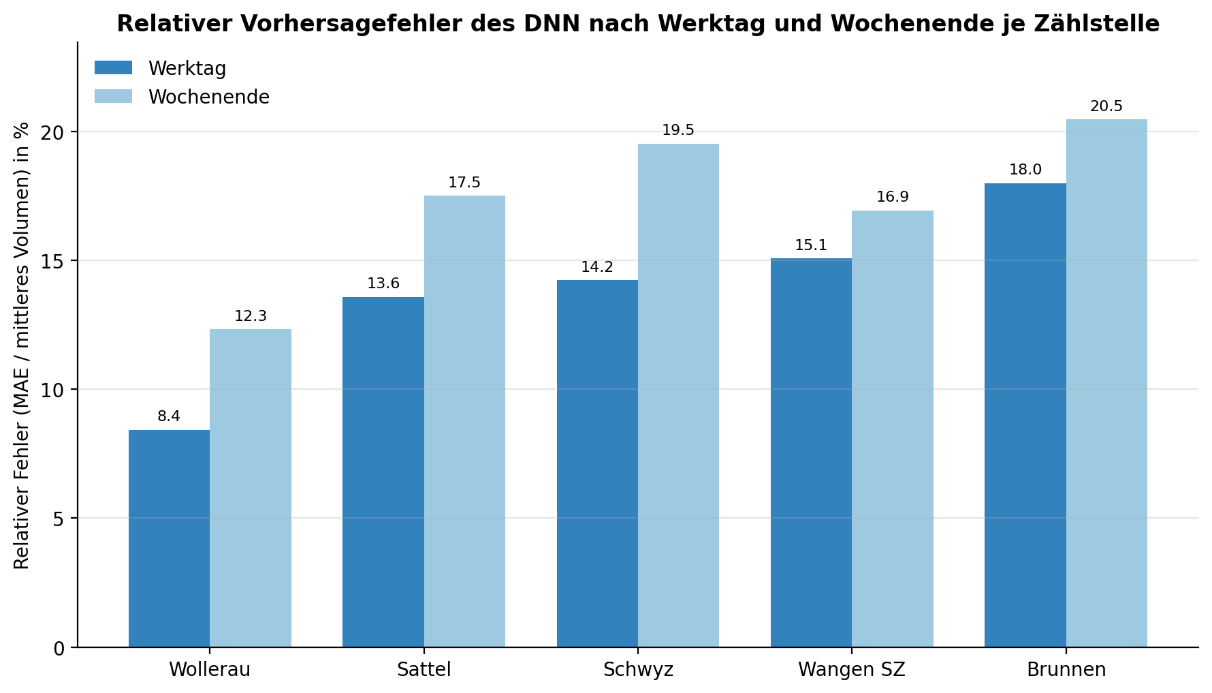 Relativer Vorhersagefehler des DNN nach Werktag und Wochenende je Zählstelle
Werktag
Wochenende
Relativer Fehler (MAE / mittleres Volumen) in %
20
15
10
5
0
8.4
12.3
13.6
17.5
14.2
19.5
15.1
16.9
18.0
20.5
Wollerau
Sattel
Schwyz
Wangen SZ
Brunnen